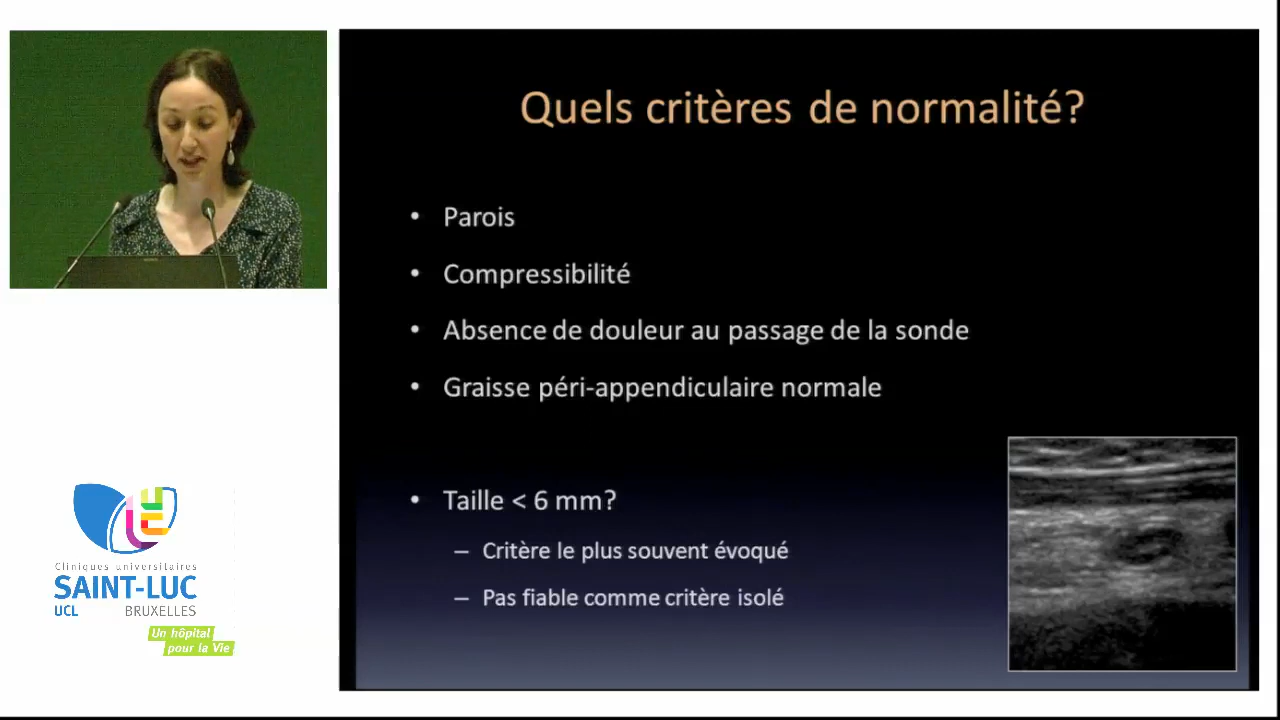 Quels critères de normalité?
• Parois
• Compressibilité
• Absence de douleur au passage de la sonde
• Graisse péri-appendiculaire normale
• Taille < 6 mm?
– Critère le plus souvent évoqué
– Pas fiable comme critère isolé
Cliniques universitaires
SAINT-LUC
UCL BRUXELLES
Un hôpital
pour la Vie